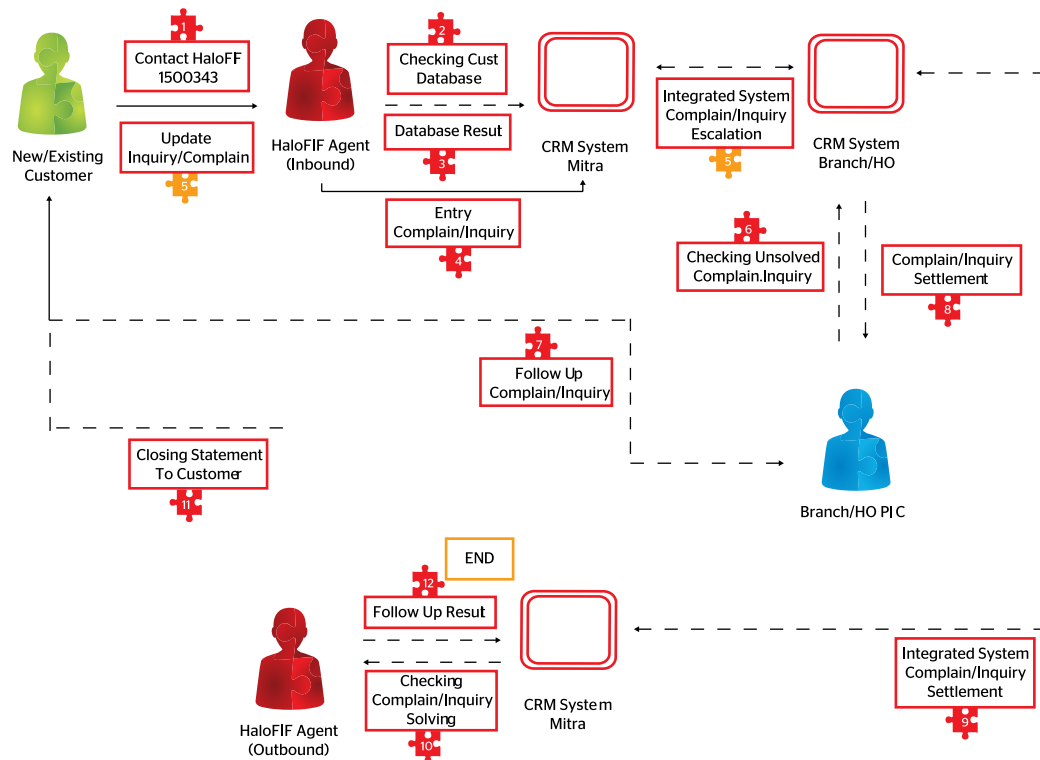 1
Contact HaloFIF
1500343
Update
Inquiry/Complain
5
New/Existing
Customer
HaloFIF Agent
(Inbound)
2
Checking Cust
Database
Database Resut
3
Entry
Complain/Inquiry
4
CRM System
Mitra
Integrated System
Complain/Inquiry
Escalation
5
CRM System
Branch/HO
6
Checking Unsolved
Complain.Inquiry
Complain/Inquiry
Settlement
8
7
Follow Up
Complain/Inquiry
Branch/HO PIC
Closing Statement
To Customer
11
END
12
Follow Up Resut
HaloFIF Agent
(Outbound)
Checking
Complain/Inquiry
Solving
10
CRM System
Mitra
Integrated System
Complain/Inquiry
Settlement
9